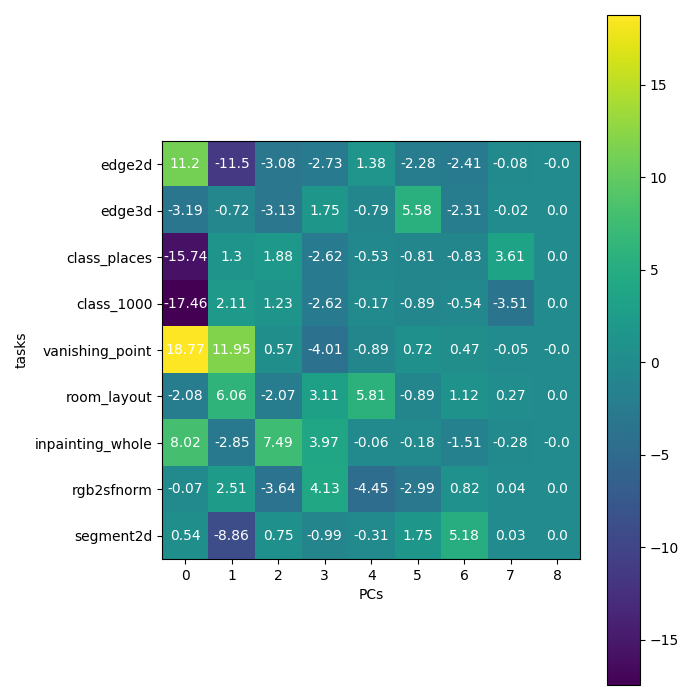 edge2d 11.2 -11.5 -3.08 -2.73 1.38 -2.28 -2.41 -0.08 -0.0
edge3d -3.19 -0.72 -3.13 1.75 -0.79 5.58 -2.31 -0.02 0.0
class_places -15.74 1.3 1.88 -2.62 -0.53 -0.81 -0.83 3.61 0.0
class_1000 -17.46 2.11 1.23 -2.62 -0.17 -0.89 -0.54 -3.51 0.0
vanishing_point 18.77 11.95 0.57 -4.01 -0.89 0.72 0.47 -0.05 -0.0
room_layout -2.08 6.06 -2.07 3.11 5.81 -0.89 1.12 0.27 0.0
inpainting_whole 8.02 -2.85 7.49 3.97 -0.06 -0.18 -1.51 -0.28 -0.0
rgb2sfnorm -0.07 2.51 -3.64 4.13 -4.45 -2.99 0.82 0.04 0.0
segment2d 0.54 -8.86 0.75 -0.99 -0.31 1.75 5.18 0.03 0.0
0 1 2 3 4 5 6 7 8
PCs
tasks
15
10
5
0
−5
−10
−15